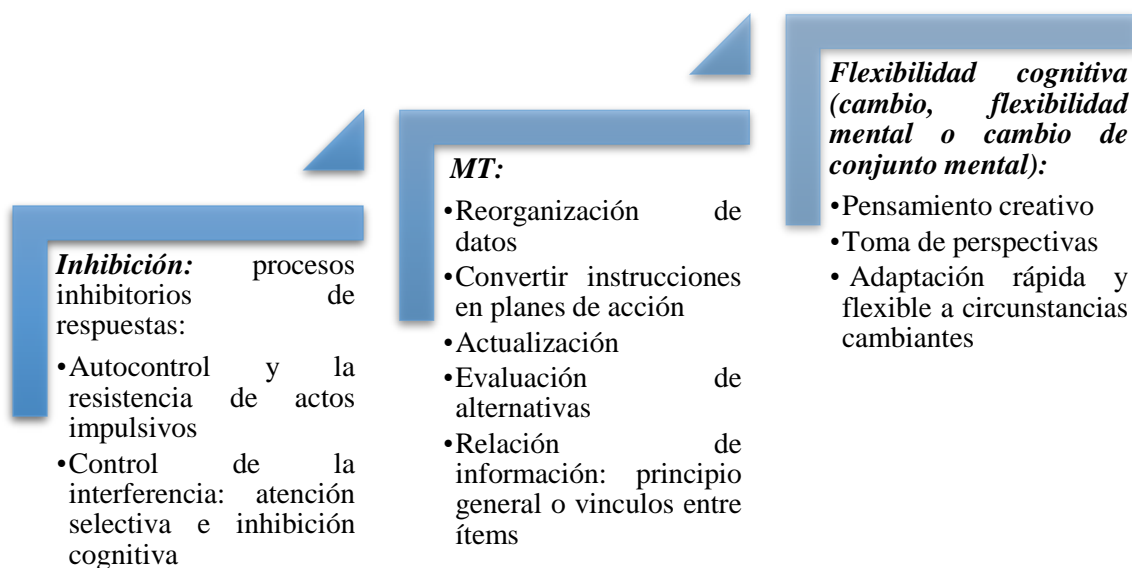 Inhibición: procesos
inhibitorios de
respuestas:
•Autocontrol y la
resistencia de actos
impulsivos
•Control de la
interferencia: atención
selectiva e inhibición
cognitiva
MT:
•Reorganización de
datos
•Convertir instrucciones
en planes de acción
•Actualización
•Evaluación de
alternativas
•Relación de
información: principio
general o vinculos entre
ítems
Flexibilidad cognitiva
(cambio, flexibilidad
mental o cambio de
conjunto mental):
•Pensamiento creativo
•Toma de perspectivas
• Adaptación rápida y
flexible a circunstancias
cambiantes